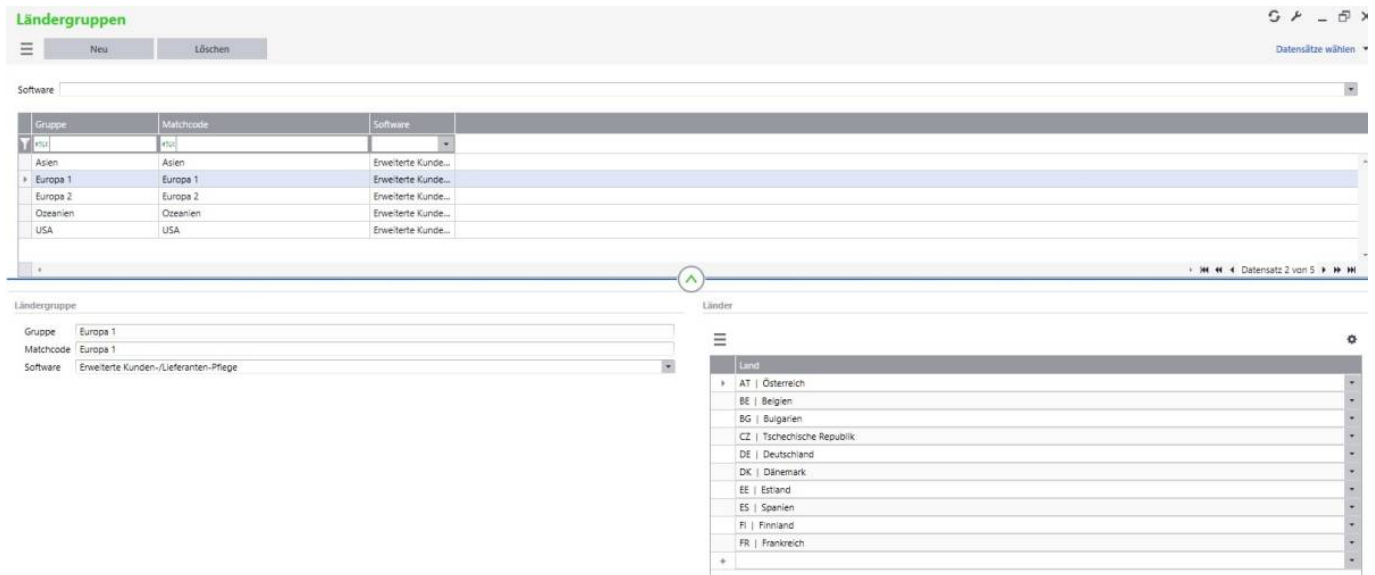 Ländergruppen
Neu Löschen Datensätze wählen
Software
Gruppe Matchcode Software
Asien Asien Erweiterte Kunde...
Europa 1 Europa 1 Erweiterte Kunde...
Europa 2 Europa 2 Erweiterte Kunde...
Ozeanien Ozeanien Erweiterte Kunde...
USA USA Erweiterte Kunde...
Datensatz 2 von 5
Ländergruppe Länder
Gruppe Europa 1
Matchcode Europa 1
Software Erweiterte Kunden-/Lieferanten-Pflege
Land
AT | Österreich
BE | Belgien
BG | Bulgarien
CZ | Tschechische Republik
DE | Deutschland
DK | Dänemark
EE | Estland
ES | Spanien
FI | Finnland
FR | Frankreich